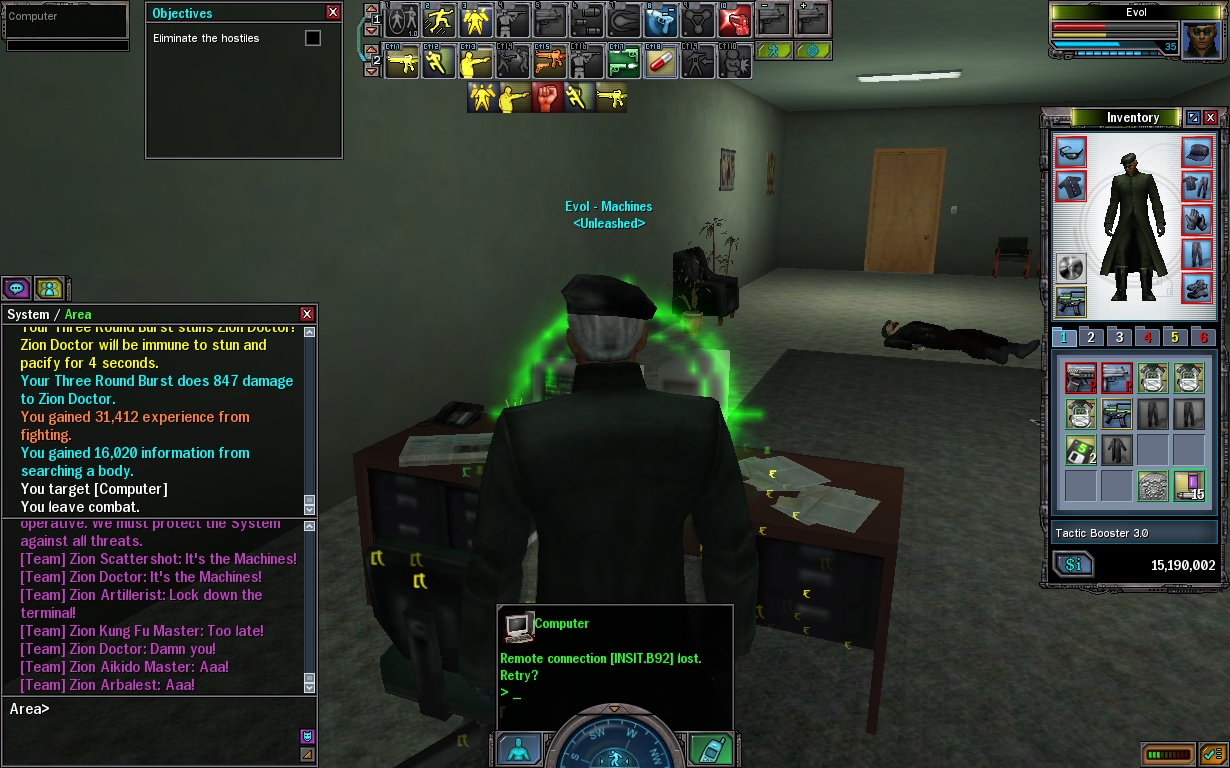 Computer
Objectives
Eliminate the hostiles
1
2
Evol
35
Inventory
Evol - Machines
<Unleashed>
1 2 3 4 5 6
System / Area
Your Three Round Burst stuns Zion Doctor!
Zion Doctor will be immune to stun and
pacify for 4 seconds.
Your Three Round Burst does 847 damage
to Zion Doctor.
You gained 31,412 experience from
fighting.
You gained 16,020 information from
searching a body.
You target [Computer]
You leave combat.
operative. We must protect the System
against all threats.
[Team] Zion Scattershot: It's the Machines!
[Team] Zion Doctor: It's the Machines!
[Team] Zion Artillerist: Lock down the
terminal!
[Team] Zion Kung Fu Master: Too late!
[Team] Zion Doctor: Damn you!
[Team] Zion Aikido Master: Aaa!
[Team] Zion Arbalest: Aaa!
Area>
5
2
15
Tactic Booster 3.0
$i
15,190,002
Computer
Remote connection [INSIT.B92] lost.
Retry?
> _
S SW W NW